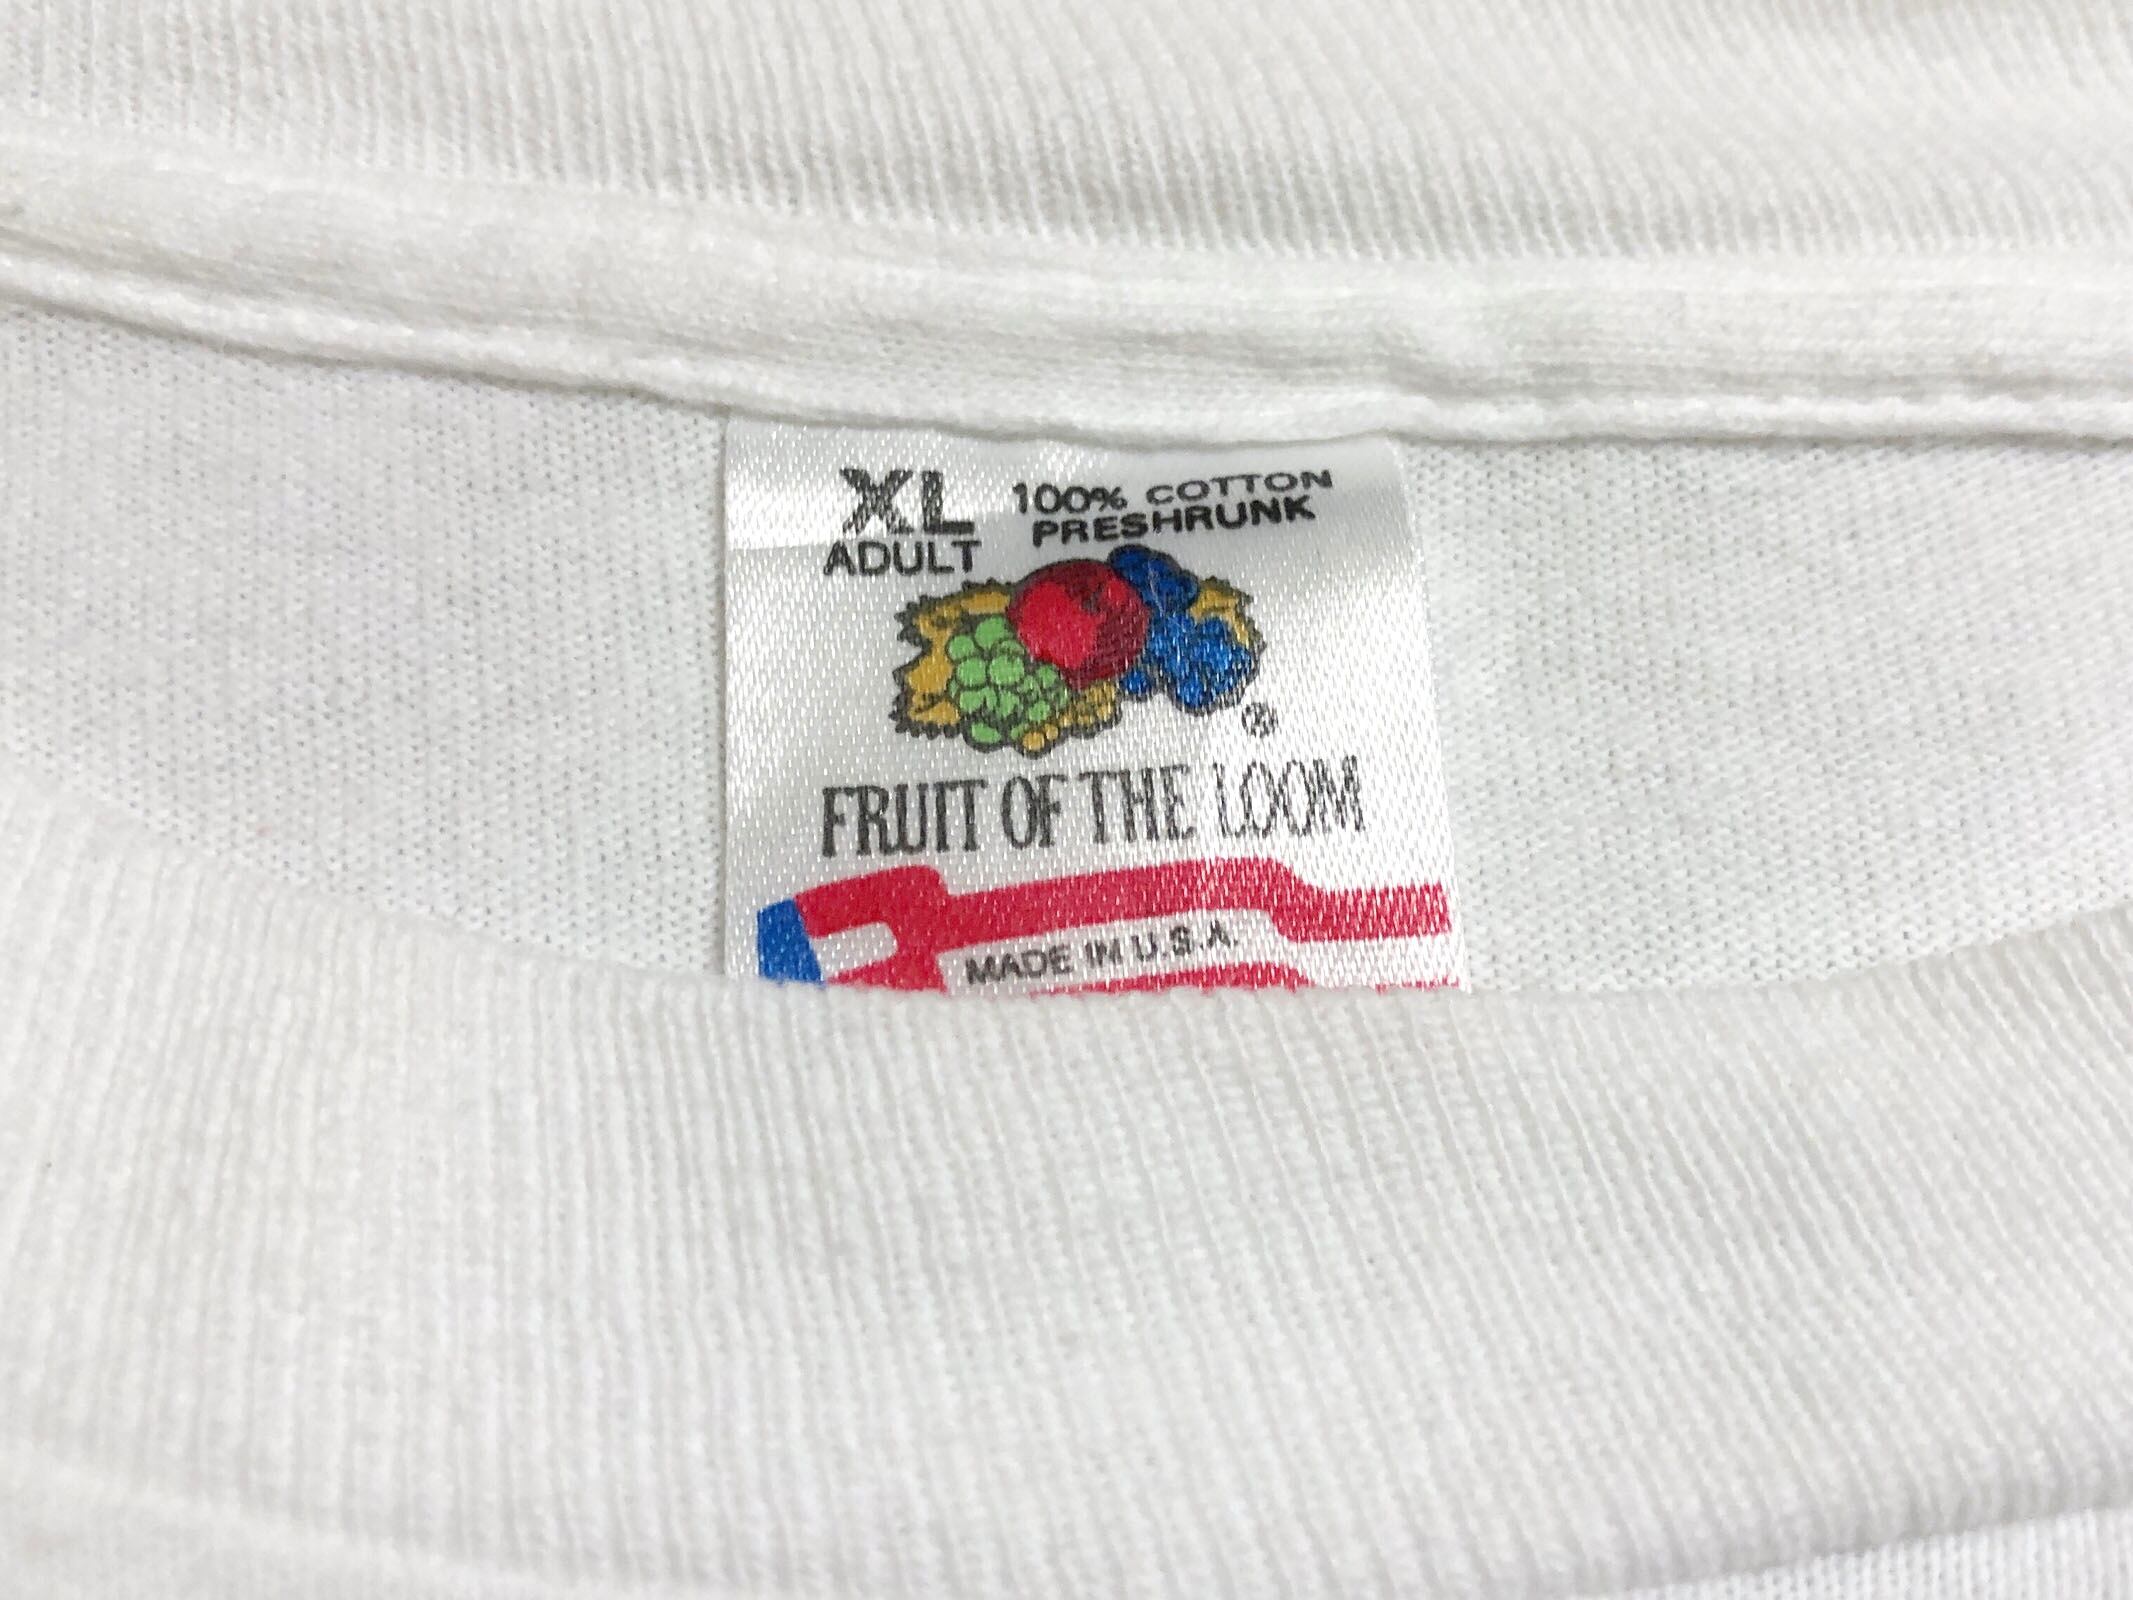 XL
ADULT
100% COTTON
PRESHRUNK
®
FRUIT OF THE LOOM
MADE IN U.S.A.